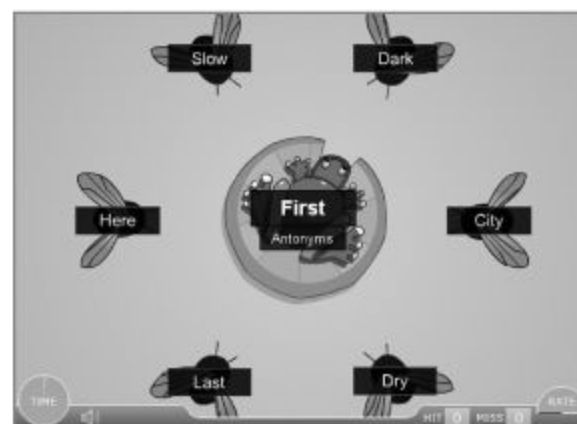 Slow
Dark
First
Antonyms
Here
City
Last
Dry
TIME
HIT 0 MISS 0
RATE